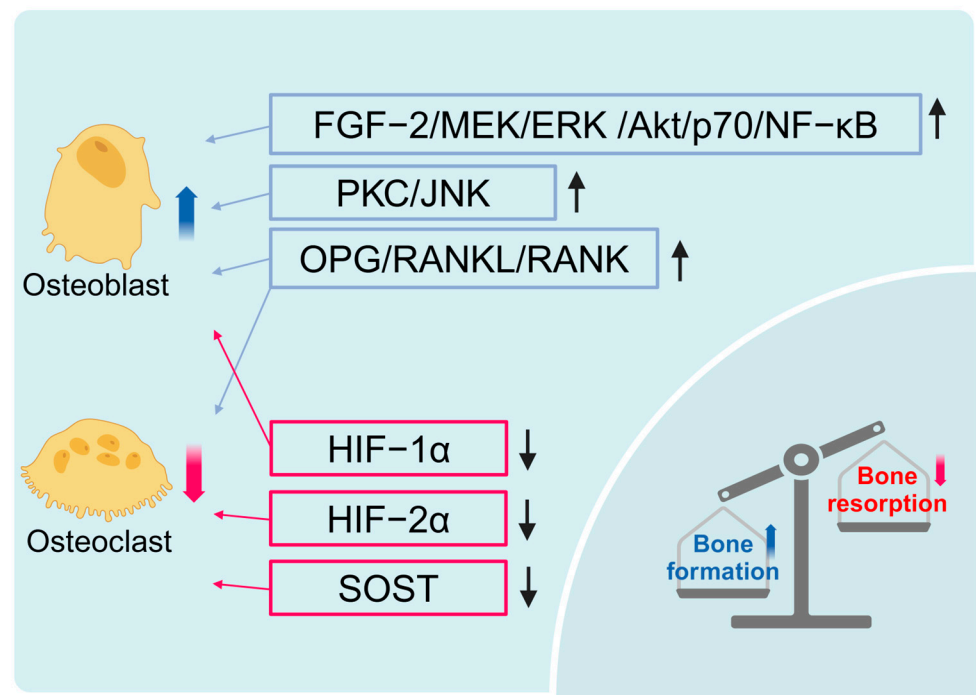 FGF−2/MEK/ERK /Akt/p70/NF−κB
PKC/JNK
OPG/RANKL/RANK
Osteoblast
HIF−1α
HIF−2α
SOST
Osteoclast
Bone
resorption
Bone
formation